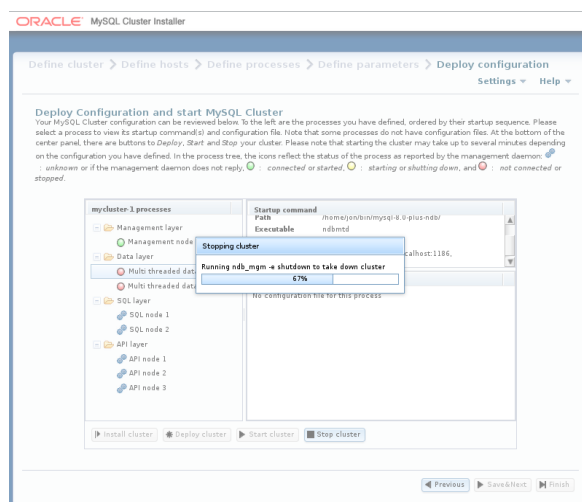 ORACLE MySQL Cluster Installer
Define cluster Define hosts Define processes Define parameters Deploy configuration
Settings Help
Deploy Configuration and start MySQL Cluster
Your MySQL Cluster configuration can be reviewed below. To the left are the processes you have defined, ordered by their startup sequence. Please
select a process to view its startup command(s) and configuration file. Note that some processes do not have configuration files. At the bottom of the
center panel, there are buttons to Deploy, Start and Stop your cluster. Please note that starting the cluster may take up to several minutes depending
on the configuration you have defined. In the process tree, the icons reflect the status of the process as reported by the management daemon:
: unknown or if the management daemon does not reply, : connected or started, : starting or shutting down, and : not connected or
stopped.
mycluster-1 processes
Management layer
Management node
Data layer
Multi threaded dat
Multi threaded dat
SQL layer
SQL node 1
SQL node 2
API layer
API node 1
API node 2
API node 3
Startup command
Path /home/jon/bin/mysql-8.0-plus-ndb/
Executable ndbmtd
calhost:1186,
No configuration file for this process
Stopping cluster
Running ndb_mgm -e shutdown to take down cluster
67%
Install cluster Deploy cluster Start cluster Stop cluster
Previous Save&Next Finish